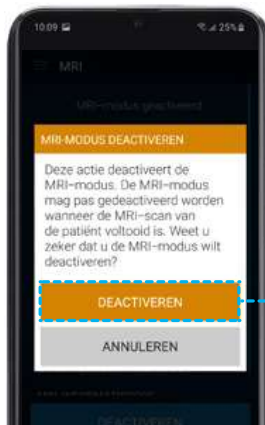 10:09 25%
MRI
MRI-modus geactiveerd
MRI-MODUS DEACTIVEREN
Deze actie deactiveert de
MRI-modus. De MRI-modus
mag pas gedeactiveerd worden
wanneer de MRI-scan van
de patiënt voltooid is. Weet u
zeker dat u de MRI-modus wilt
deactiveren?
DEACTIVEREN
ANNULEREN
DEACTIVEREN